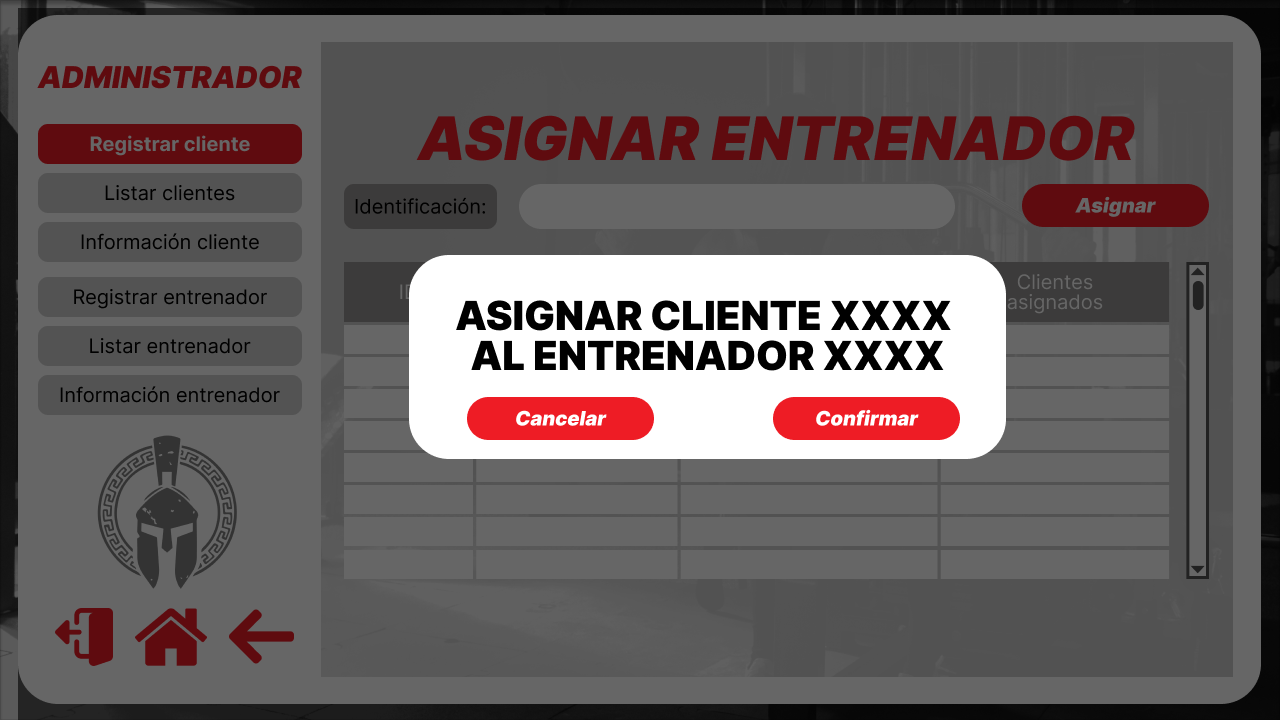 ADMINISTRADOR
Registrar cliente
Listar clientes
Información cliente
Registrar entrenador
Listar entrenador
Información entrenador
ASIGNAR ENTRENADOR
Identificación:
Asignar
Clientes
asignados
ASIGNAR CLIENTE XXXX
AL ENTRENADOR XXXX
Cancelar
Confirmar